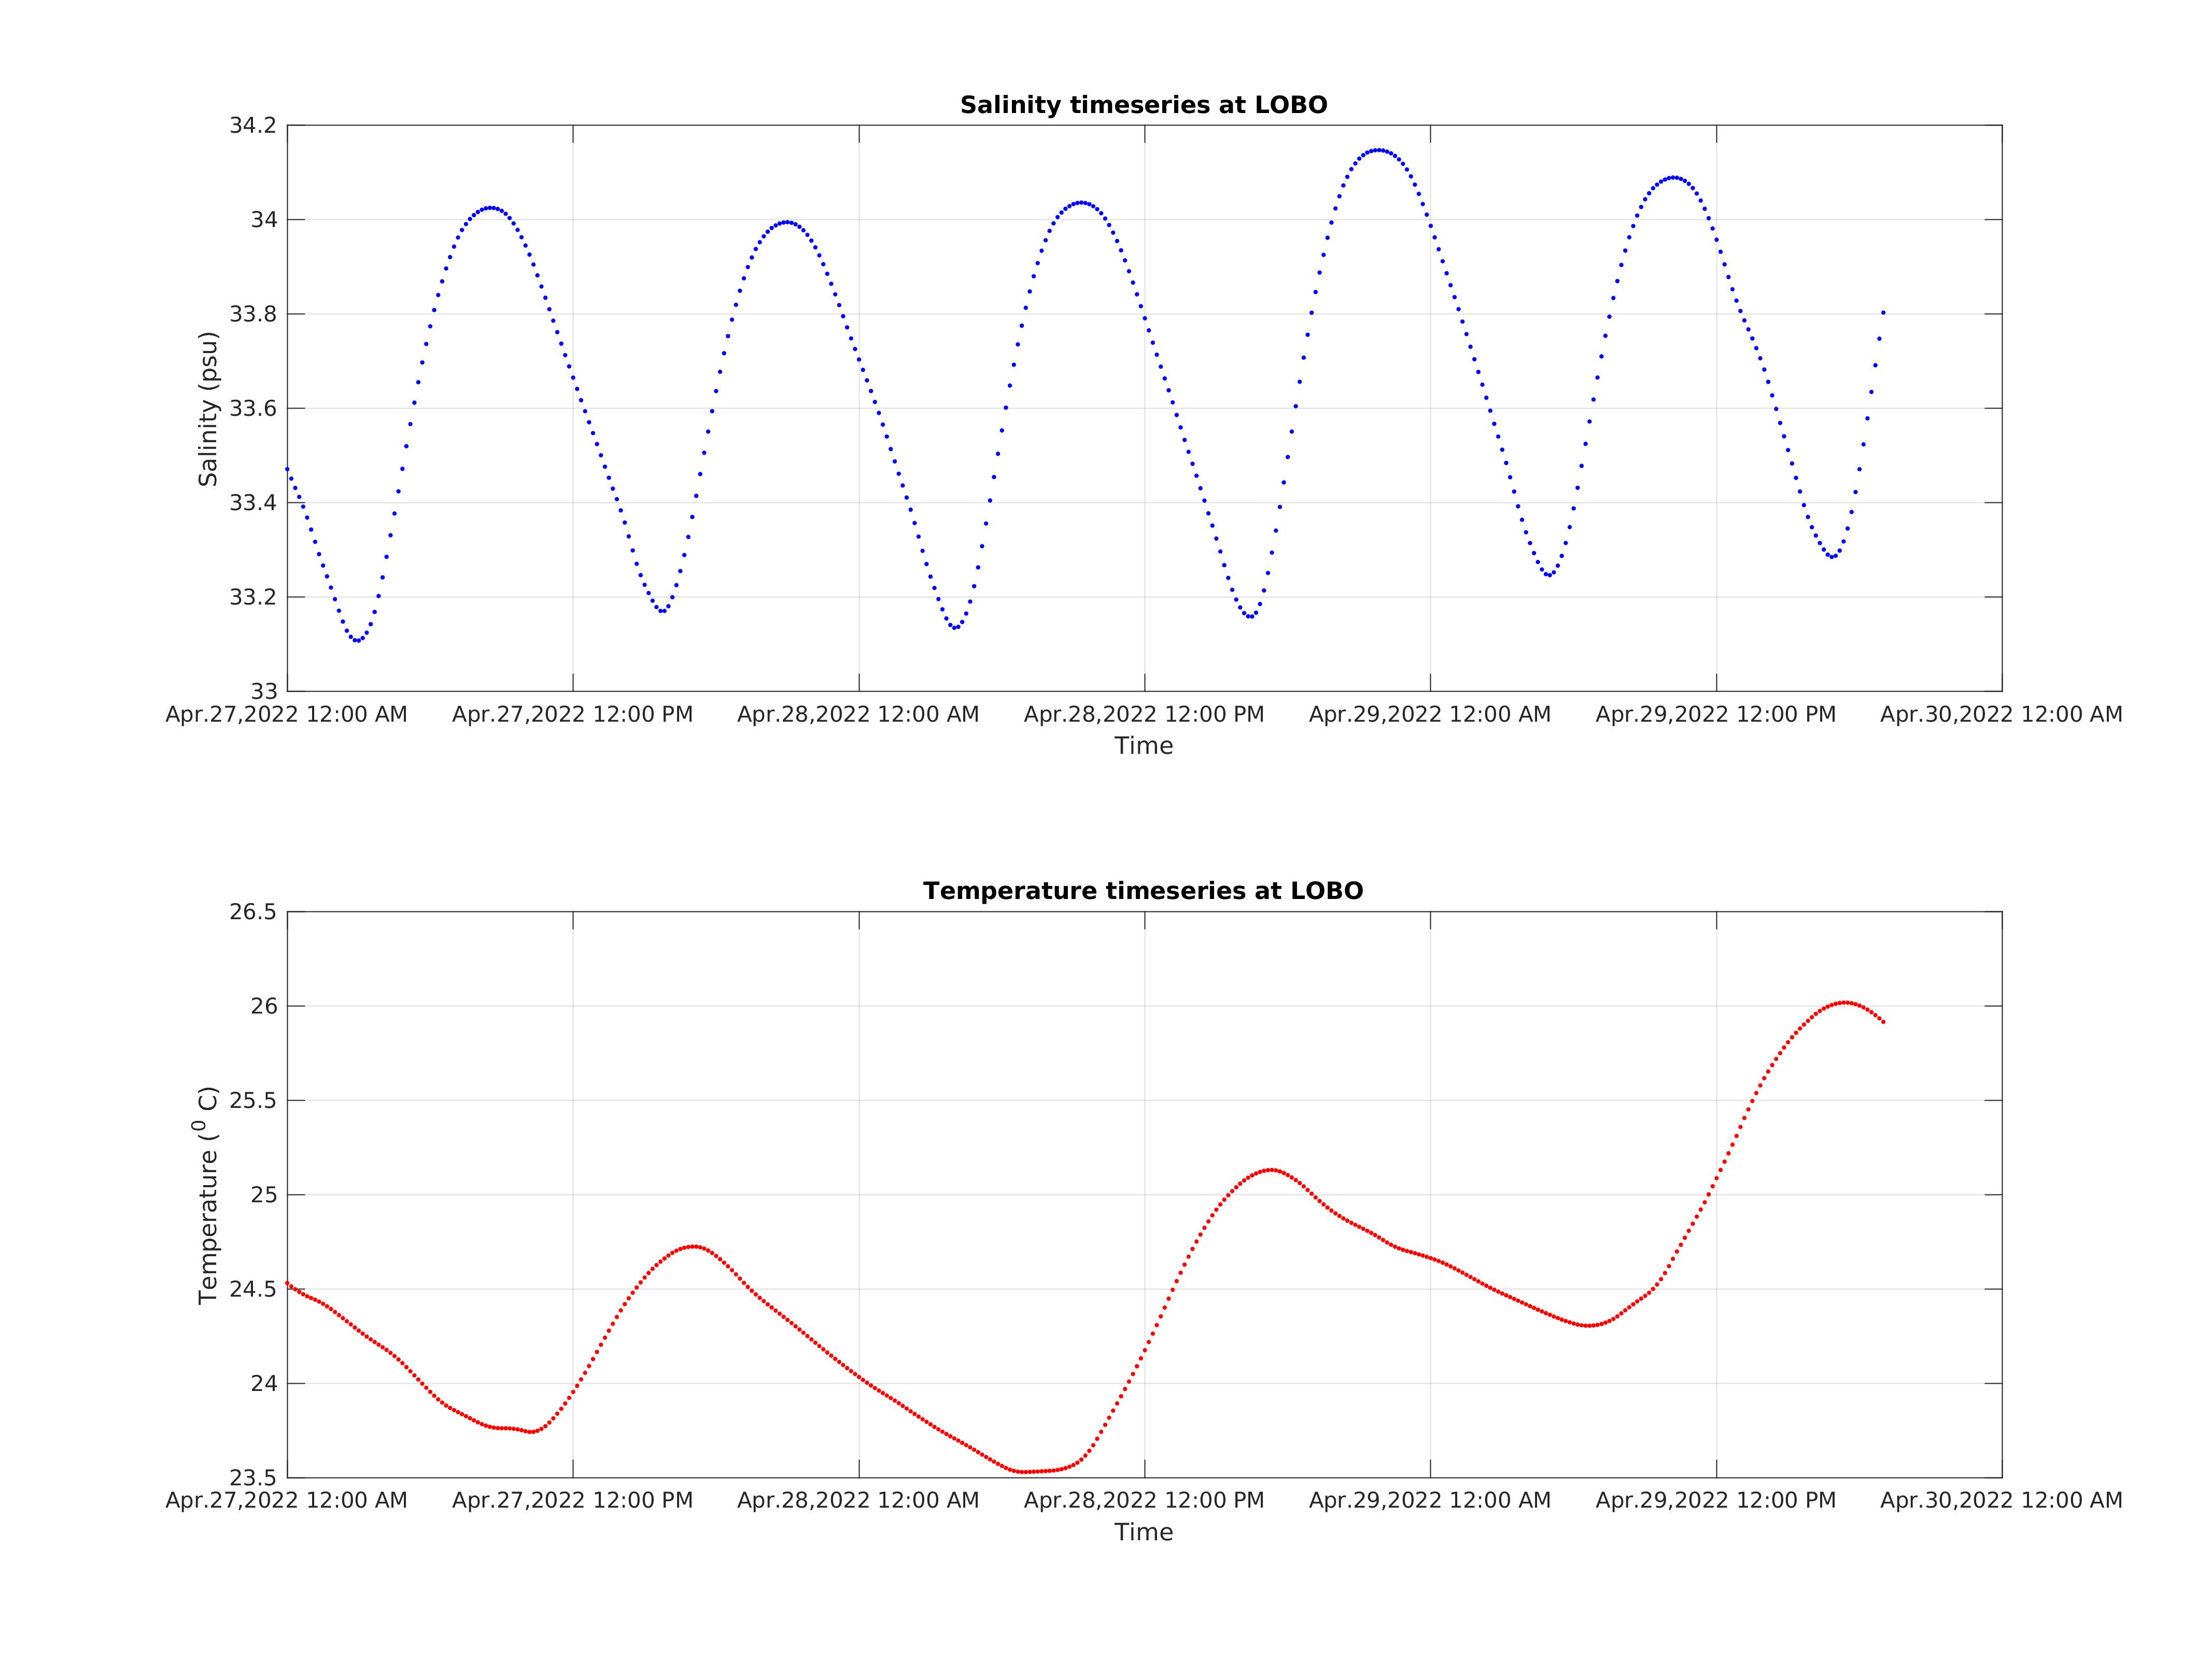 Salinity timeseries at LOBO
34.2
34
33.8
33.6
33.4
33.2
33
Salinity (psu)
Apr.27,2022 12:00 AM Apr.27,2022 12:00 PM Apr.28,2022 12:00 AM Apr.28,2022 12:00 PM Apr.29,2022 12:00 AM Apr.29,2022 12:00 PM Apr.30,2022 12:00 AM
Time
Temperature timeseries at LOBO
26.5
26
25.5
25
24.5
24
23.5
Temperature (⁰ C)
Apr.27,2022 12:00 AM Apr.27,2022 12:00 PM Apr.28,2022 12:00 AM Apr.28,2022 12:00 PM Apr.29,2022 12:00 AM Apr.29,2022 12:00 PM Apr.30,2022 12:00 AM
Time